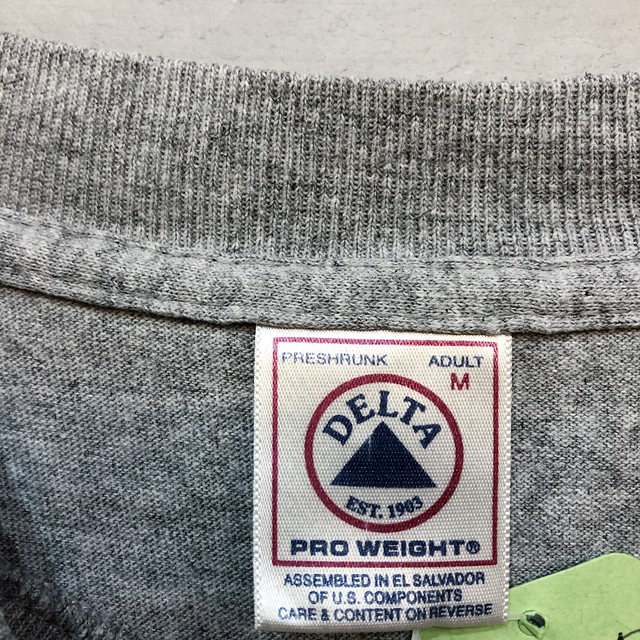 PRESHRUNK ADULT
M
DELTA
EST. 1903
PRO WEIGHT®
ASSEMBLED IN EL SALVADOR
OF U.S. COMPONENTS
CARE & CONTENT ON REVERSE